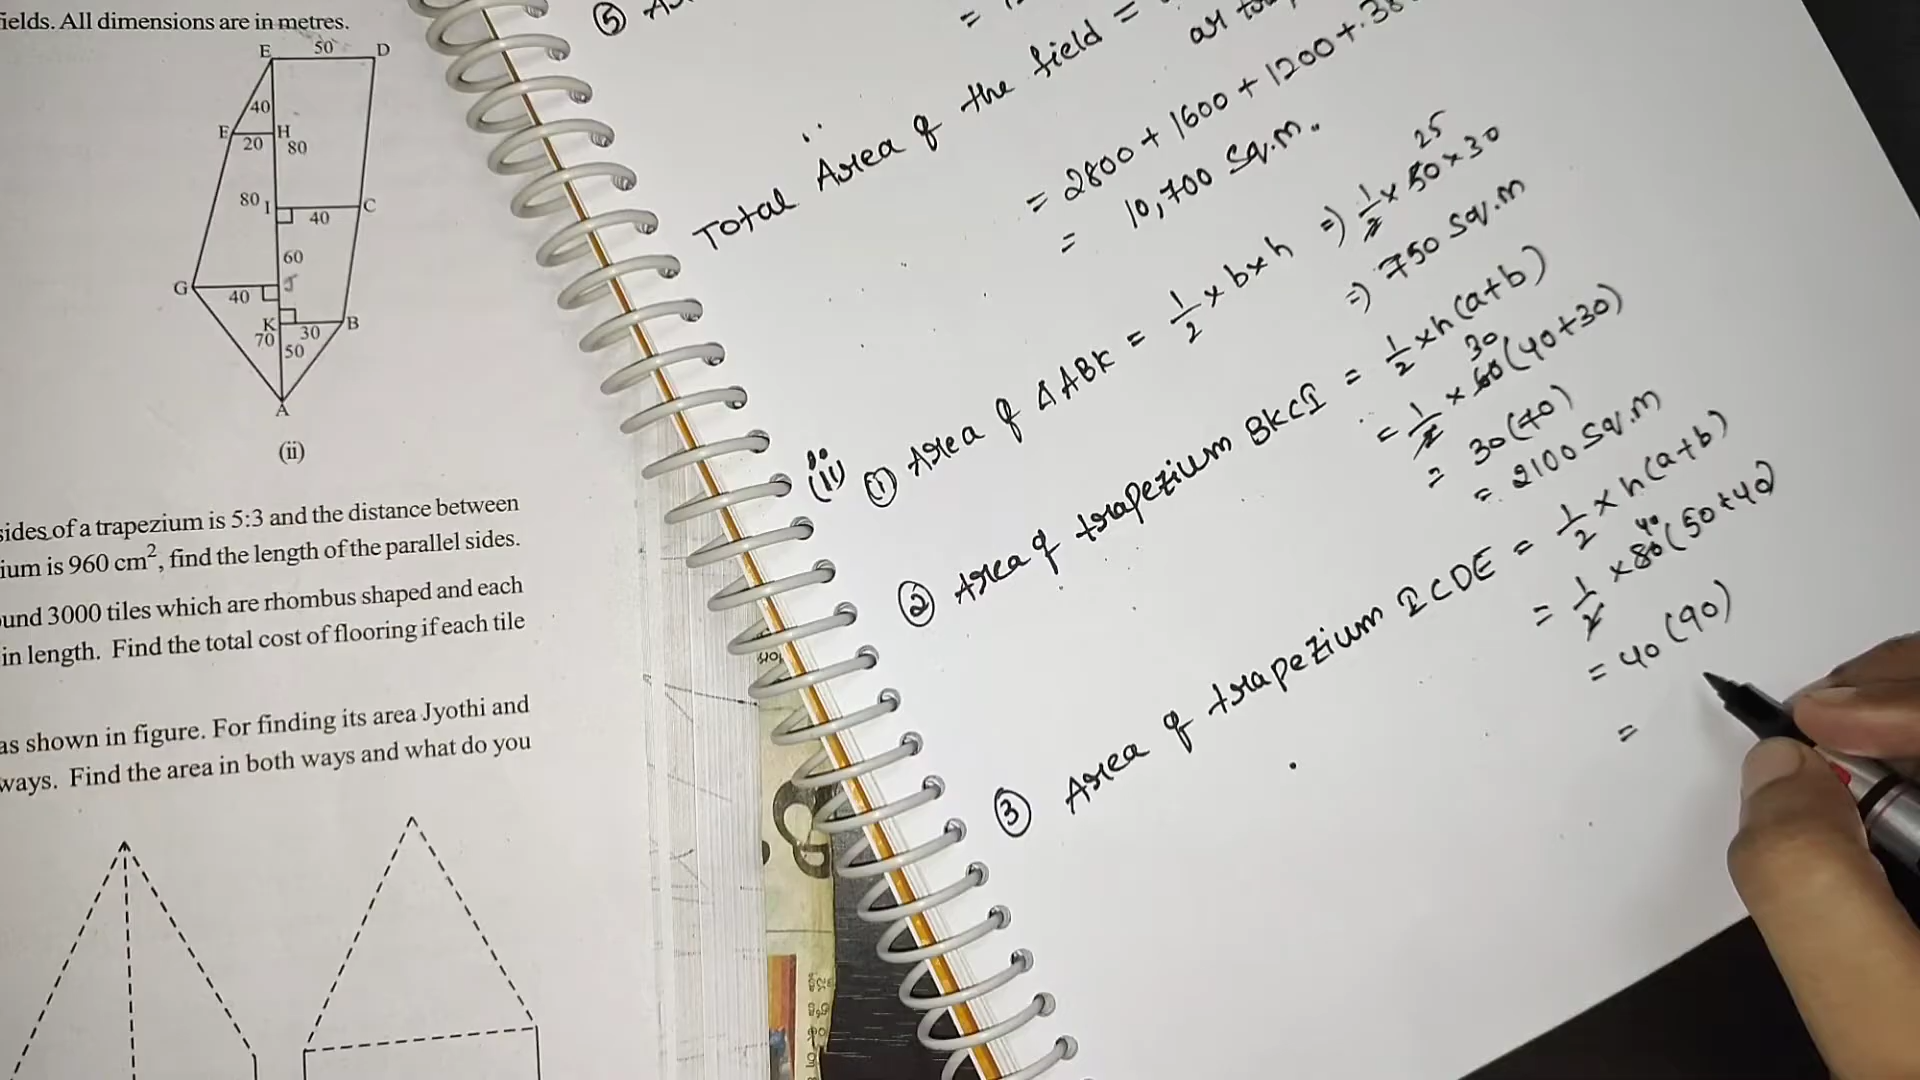 ields. All dimensions are in metres.
E 50 D
40
F H
20 80
80 I C
40
60
G J
40
K B
70 30
50
A
(ii)
sides of a trapezium is 5:3 and the distance between
ium is 960 cm², find the length of the parallel sides.
und 3000 tiles which are rhombus shaped and each
in length. Find the total cost of flooring if each tile
as shown in figure. For finding its area Jyothi and
ways. Find the area in both ways and what do you
⑤
∴ Total Area of the field =
= 2800 + 1600 + 1200 +
= 10,700 Sq.m.
(ii) ① Area of ΔABK = 1/2 × b × h ⇒ 1/2 × 50 × 30
25
⇒ 750 Sq.m
② Area of trapezium BKCI = 1/2 × h (a+b)
30
= 1/2 × 60 (40+30)
= 30 (70)
= 2100 Sq.m
③ Area of trapezium ICDE = 1/2 × h (a+b)
40
= 1/2 × 80 (50+40)
= 40 (90)
=